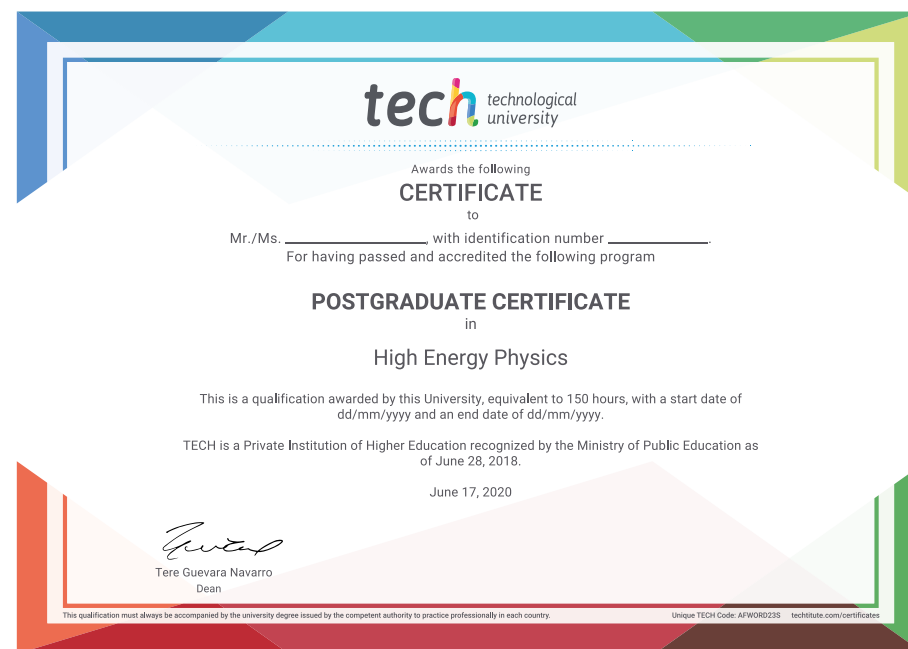 tech technological
university
Awards the following
CERTIFICATE
to
Mr./Ms. ____________________, with identification number ______________.
For having passed and accredited the following program
POSTGRADUATE CERTIFICATE
in
High Energy Physics
This is a qualification awarded by this University, equivalent to 150 hours, with a start date of
dd/mm/yyyy and an end date of dd/mm/yyyy.
TECH is a Private Institution of Higher Education recognized by the Ministry of Public Education as
of June 28, 2018.
June 17, 2020
Tere Guevara Navarro
Dean
This qualification must always be accompanied by the university degree issued by the competent authority to practice professionally in each country. Unique TECH Code: AFWORD23S techtitute.com/certificates